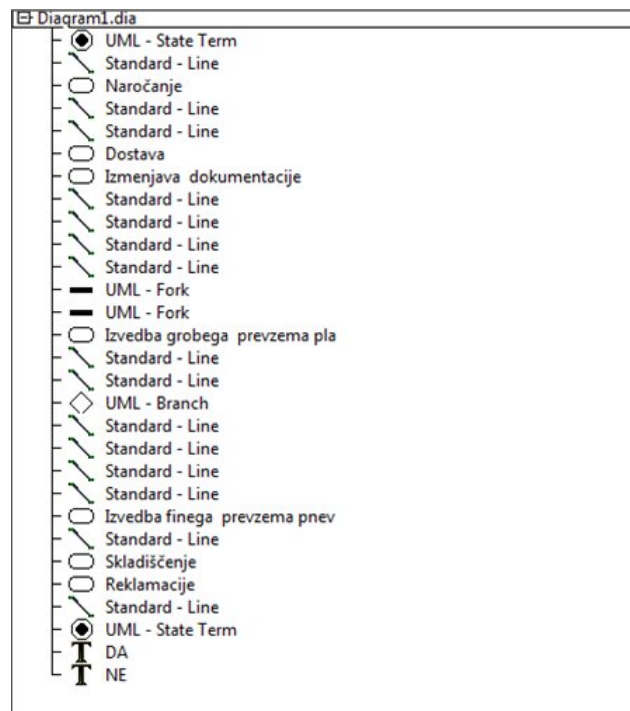 Diagram1.dia
UML - State Term
Standard - Line
Naročanje
Standard - Line
Standard - Line
Dostava
Izmenjava dokumentacije
Standard - Line
Standard - Line
Standard - Line
Standard - Line
UML - Fork
UML - Fork
Izvedba grobega prevzema pla
Standard - Line
Standard - Line
UML - Branch
Standard - Line
Standard - Line
Standard - Line
Standard - Line
Izvedba finega prevzema pnev
Standard - Line
Skladiščenje
Reklamacije
Standard - Line
UML - State Term
DA
NE